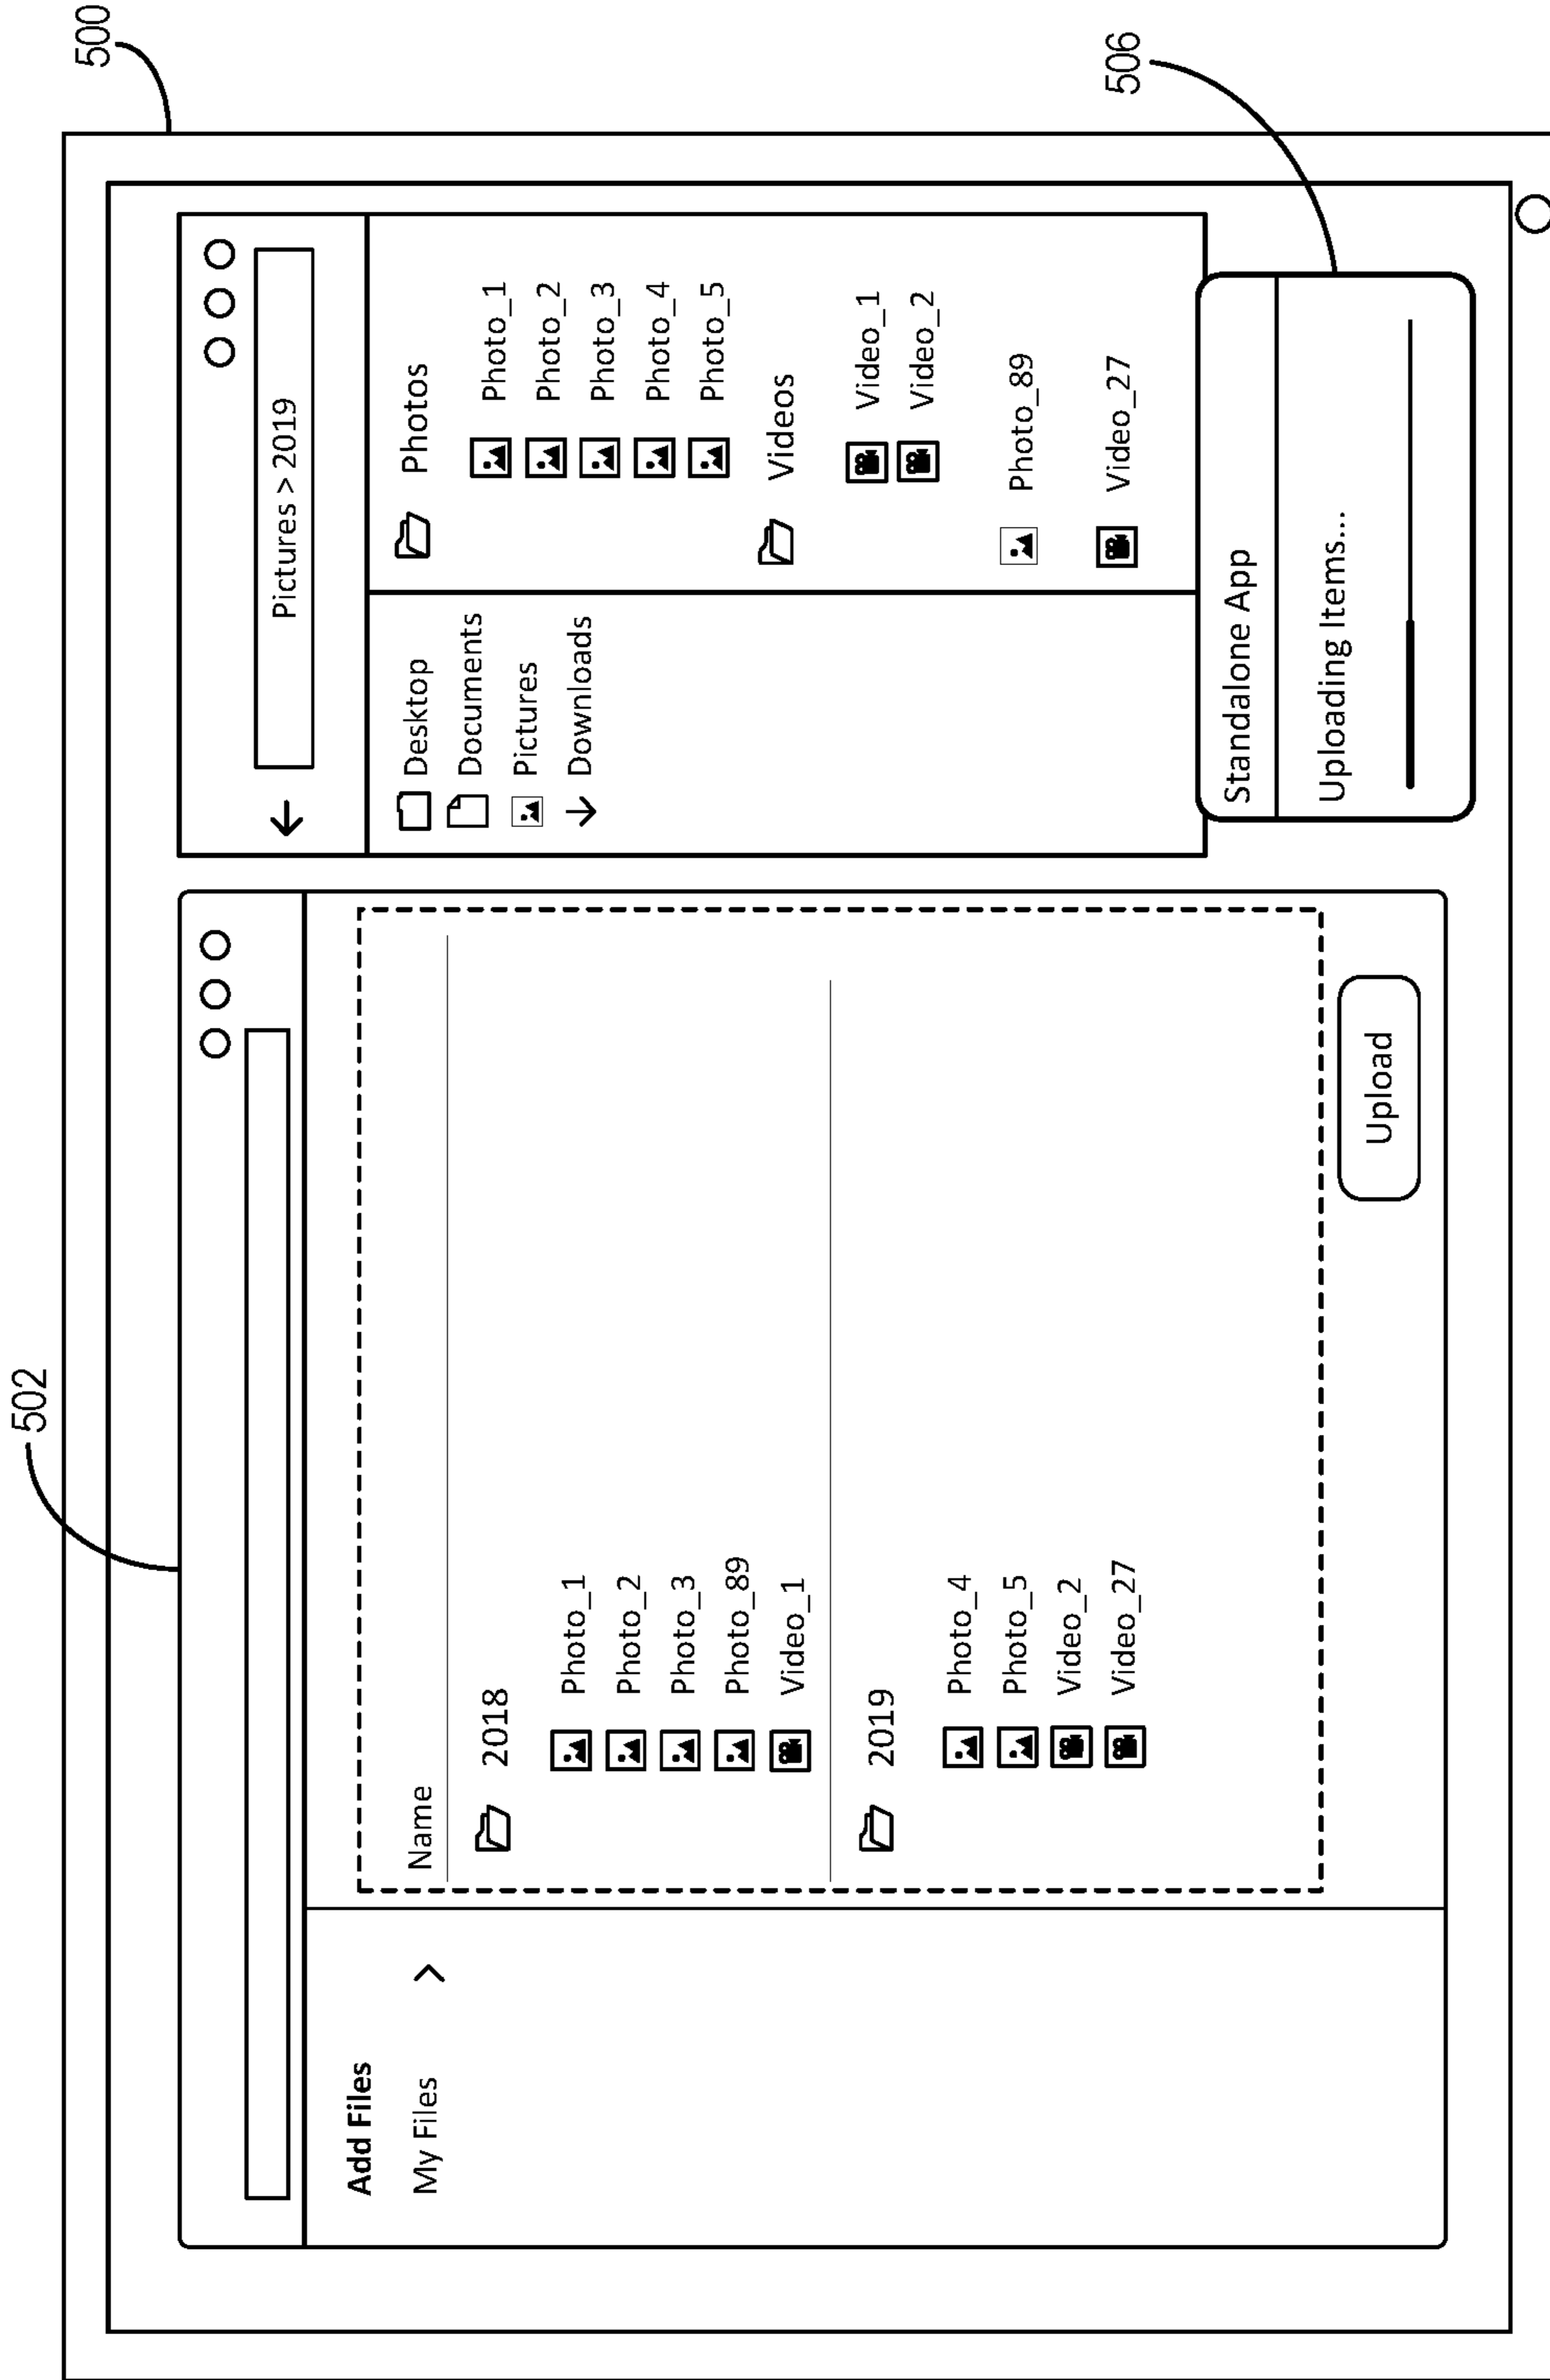 500
502
Add Files
My Files
Name
2018
Photo_1
Photo_2
Photo_3
Photo_89
Video_1
2019
Photo_4
Photo_5
Video_2
Video_27
Upload
Pictures > 2019
Desktop
Documents
Pictures
Downloads
Photos
Photo_1
Photo_2
Photo_3
Photo_4
Photo_5
Videos
Video_1
Video_2
Photo_89
Video_27
Standalone App
Uploading Items...
506